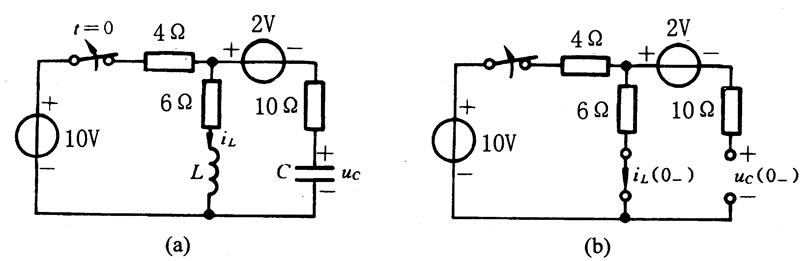 t=0
4Ω
+ 2V −
+
10V
−
6Ω
10Ω
i_L
L
C
+
−
u_C
(a)
4Ω
+ 2V −
+
10V
−
6Ω
10Ω
i_L(0_)
+
u_C(0_)
−
(b)